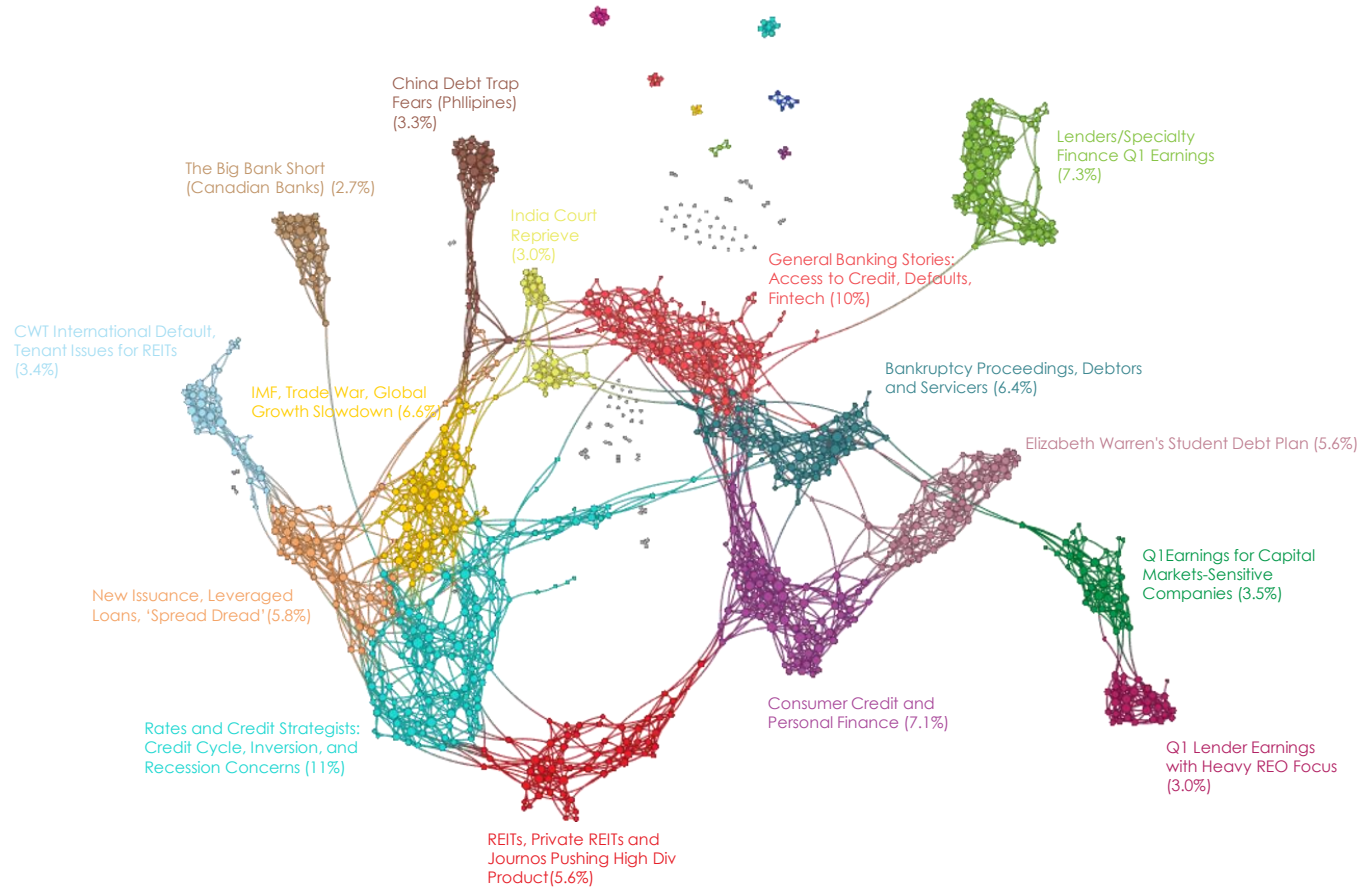 China Debt Trap
Fears (Phllipines)
(3.3%)
Lenders/Specialty
Finance Q1 Earnings
(7.3%)
The Big Bank Short
(Canadian Banks) (2.7%)
India Court
Reprieve
(3.0%)
General Banking Stories:
Access to Credit, Defaults,
Fintech (10%)
CWT International Default,
Tenant Issues for REITs
(3.4%)
IMF, Trade War, Global
Growth Slowdown (6.6%)
Bankruptcy Proceedings, Debtors
and Servicers (6.4%)
Elizabeth Warren's Student Debt Plan (5.6%)
Q1Earnings for Capital
Markets-Sensitive
Companies (3.5%)
New Issuance, Leveraged
Loans, ‘Spread Dread’(5.8%)
Consumer Credit and
Personal Finance (7.1%)
Rates and Credit Strategists:
Credit Cycle, Inversion, and
Recession Concerns (11%)
Q1 Lender Earnings
with Heavy REO Focus
(3.0%)
REITs, Private REITs and
Journos Pushing High Div
Product(5.6%)